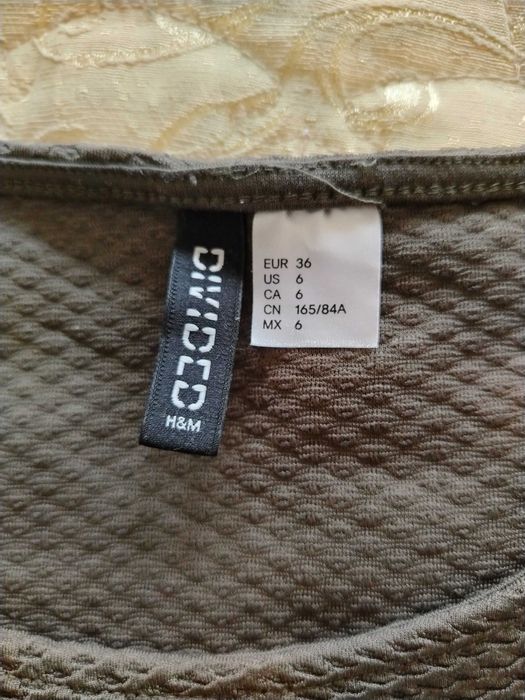 DIVIDED
H&M
EUR 36
US 6
CA 6
CN 165/84A
MX 6